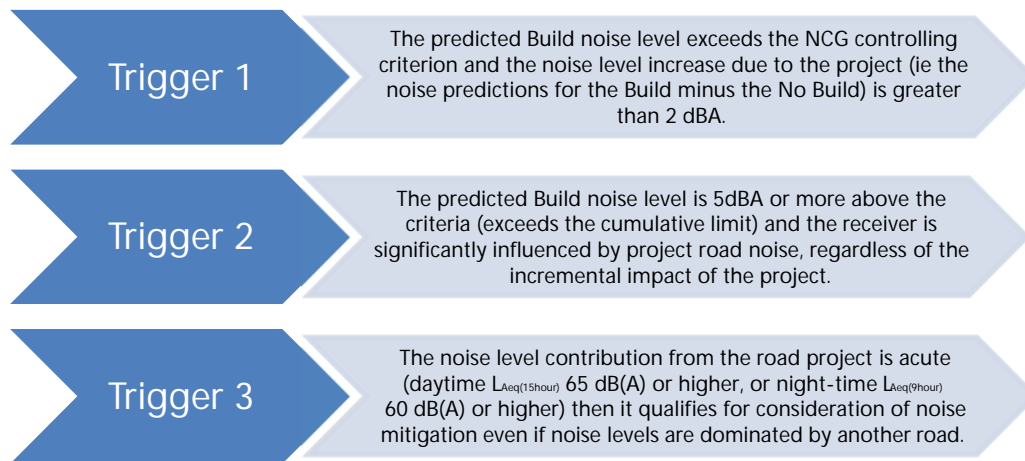 Trigger 1
The predicted Build noise level exceeds the NCG controlling
criterion and the noise level increase due to the project (ie the
noise predictions for the Build minus the No Build) is greater
than 2 dBA.
Trigger 2
The predicted Build noise level is 5dBA or more above the
criteria (exceeds the cumulative limit) and the receiver is
significantly influenced by project road noise, regardless of the
incremental impact of the project.
Trigger 3
The noise level contribution from the road project is acute
(daytime LAeq(15hour) 65 dB(A) or higher, or night-time LAeq(9hour)
60 dB(A) or higher) then it qualifies for consideration of noise
mitigation even if noise levels are dominated by another road.